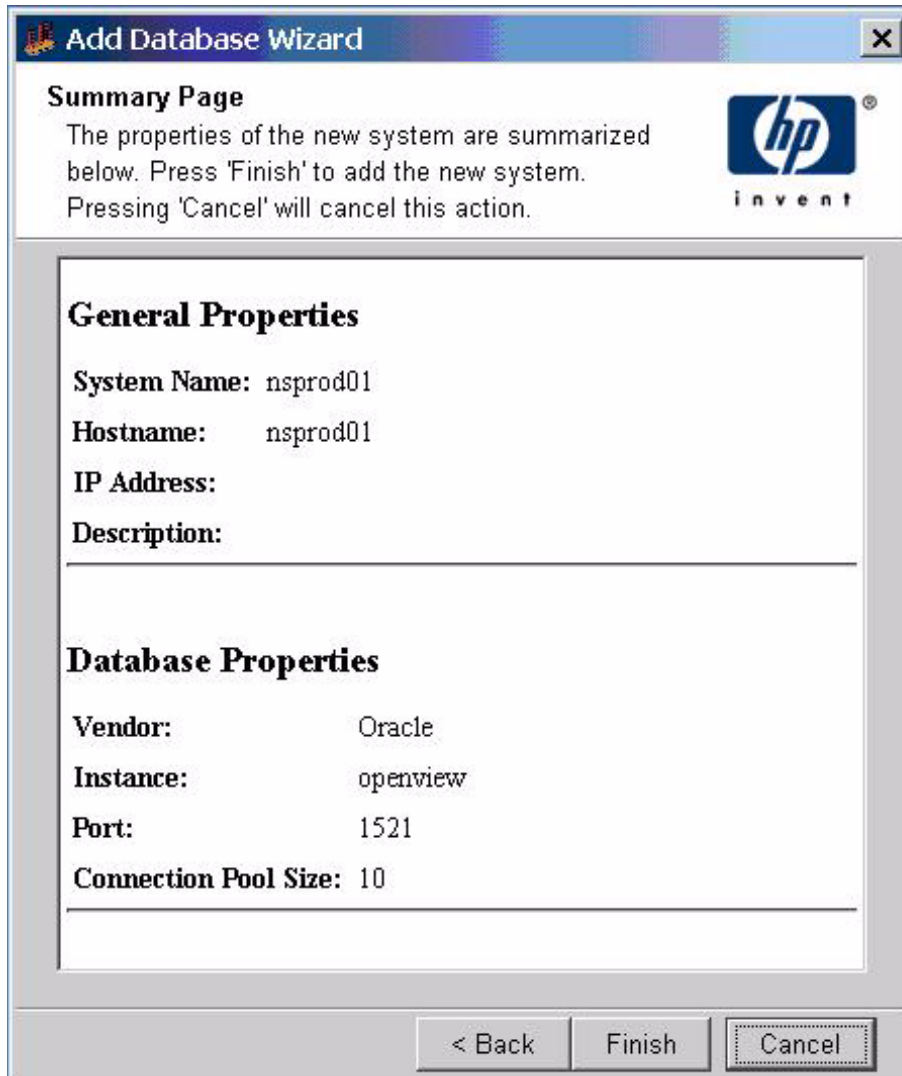 Add Database Wizard
Summary Page
The properties of the new system are summarized
below. Press 'Finish' to add the new system.
Pressing 'Cancel' will cancel this action.
hp
®
invent
General Properties
System Name: nsprod01
Hostname: nsprod01
IP Address:
Description:
Database Properties
Vendor: Oracle
Instance: openview
Port: 1521
Connection Pool Size: 10
< Back
Finish
Cancel